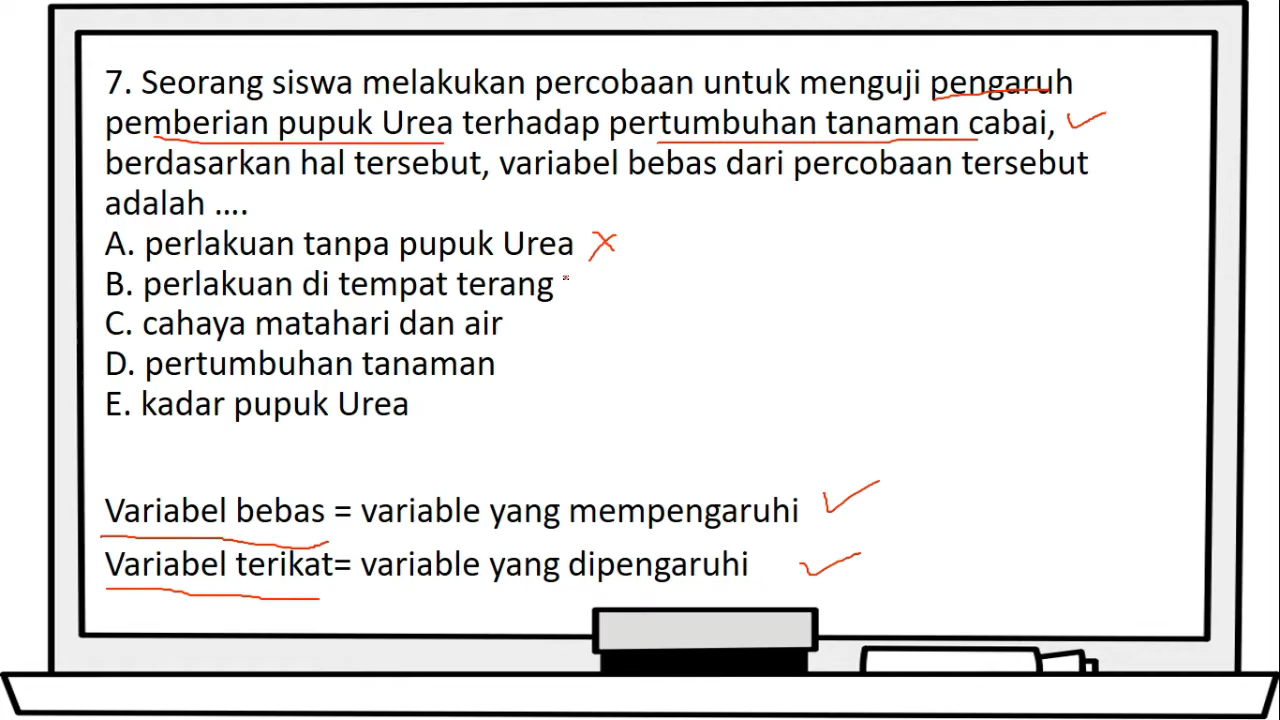 7. Seorang siswa melakukan percobaan untuk menguji pengaruh
pemberian pupuk Urea terhadap pertumbuhan tanaman cabai,
berdasarkan hal tersebut, variabel bebas dari percobaan tersebut
adalah ....
A. perlakuan tanpa pupuk Urea
B. perlakuan di tempat terang
C. cahaya matahari dan air
D. pertumbuhan tanaman
E. kadar pupuk Urea
Variabel bebas = variable yang mempengaruhi
Variabel terikat= variable yang dipengaruhi